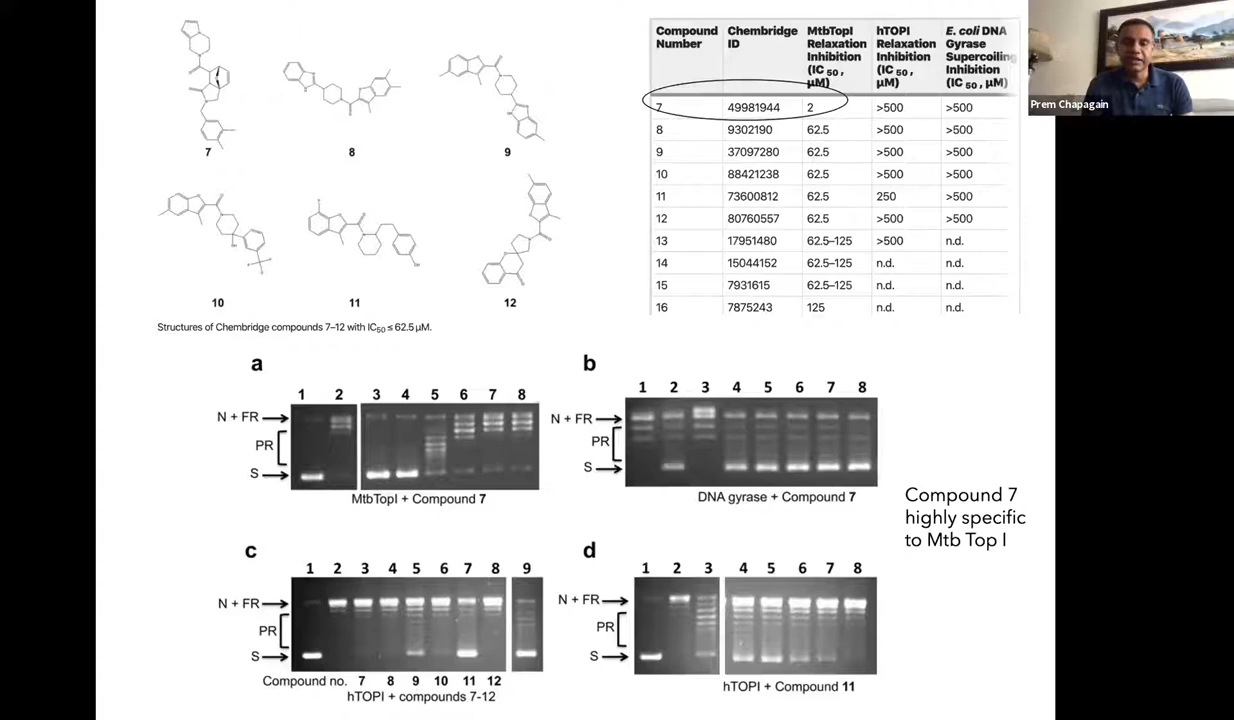 7
8
9
10
11
12
Structures of Chembridge compounds 7–12 with IC50 ≤ 62.5 μM.
Compound Number Chembridge ID MtbTopI Relaxation Inhibition (IC 50 , μM) hTOPI Relaxation Inhibition (IC 50 , μM) E. coli DNA Gyrase Supercoiling Inhibition (IC 50 , μM)
7 49981944 2 >500 >500
8 9302190 62.5 >500 >500
9 37097280 62.5 >500 >500
10 88421238 62.5 >500 >500
11 73600812 62.5 250 >500
12 80760557 62.5 >500 >500
13 17951480 62.5–125 >500 n.d.
14 15044152 62.5–125 n.d. n.d.
15 7931615 62.5–125 n.d. n.d.
16 7875243 125 n.d. n.d.
Prem Chapagain
a
1 2 3 4 5 6 7 8
N + FR
PR
S
MtbTopI + Compound 7
b
1 2 3 4 5 6 7 8
N + FR
PR
S
DNA gyrase + Compound 7
Compound 7
highly specific
to Mtb Top I
c
1 2 3 4 5 6 7 8 9
N + FR
PR
S
Compound no. 7 8 9 10 11 12
hTOPI + compounds 7-12
d
1 2 3 4 5 6 7 8
N + FR
PR
S
hTOPI + Compound 11